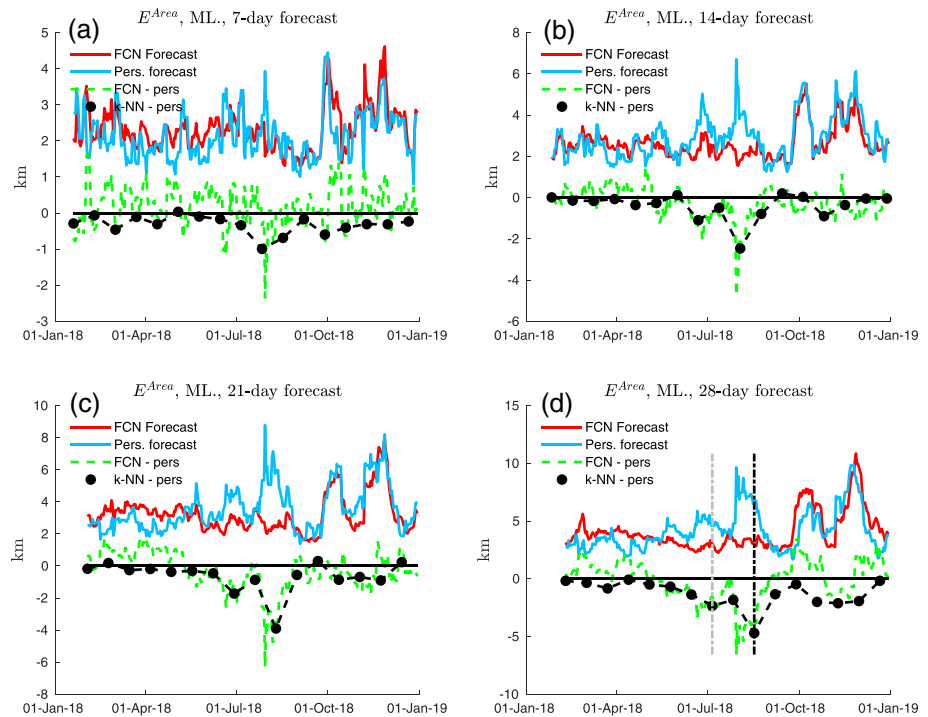 E^Area, ML., 7-day forecast
(a)
FCN Forecast
Pers. forecast
FCN - pers
k-NN - pers
km
5
4
3
2
1
0
-1
-2
-3
01-Jan-18 01-Apr-18 01-Jul-18 01-Oct-18 01-Jan-19
E^Area, ML., 14-day forecast
(b)
FCN Forecast
Pers. forecast
FCN - pers
k-NN - pers
km
8
6
4
2
0
-2
-4
-6
01-Jan-18 01-Apr-18 01-Jul-18 01-Oct-18 01-Jan-19
E^Area, ML., 21-day forecast
(c)
FCN Forecast
Pers. forecast
FCN - pers
k-NN - pers
km
10
8
6
4
2
0
-2
-4
-6
-8
01-Jan-18 01-Apr-18 01-Jul-18 01-Oct-18 01-Jan-19
E^Area, ML., 28-day forecast
(d)
FCN Forecast
Pers. forecast
FCN - pers
k-NN - pers
km
15
10
5
0
-5
-10
01-Jan-18 01-Apr-18 01-Jul-18 01-Oct-18 01-Jan-19